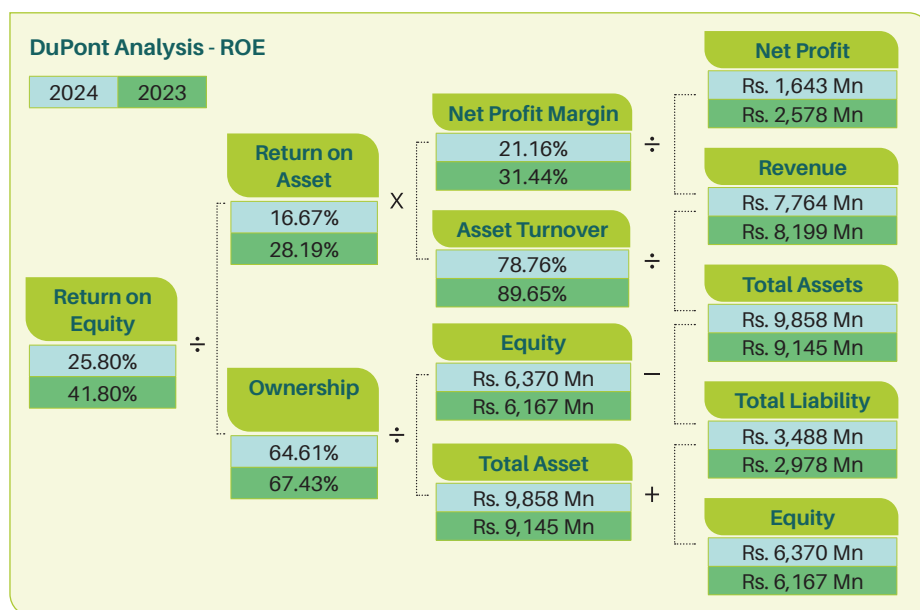 DuPont Analysis - ROE
2024 2023
Return on
Equity
25.80%
41.80%
÷
Return on
Asset
16.67%
28.19%
X
Ownership
64.61%
67.43%
÷
Net Profit Margin
21.16%
31.44%
÷
Asset Turnover
78.76%
89.65%
÷
Equity
Rs. 6,370 Mn
Rs. 6,167 Mn
−
Total Asset
Rs. 9,858 Mn
Rs. 9,145 Mn
+
Net Profit
Rs. 1,643 Mn
Rs. 2,578 Mn
Revenue
Rs. 7,764 Mn
Rs. 8,199 Mn
Total Assets
Rs. 9,858 Mn
Rs. 9,145 Mn
Total Liability
Rs. 3,488 Mn
Rs. 2,978 Mn
Equity
Rs. 6,370 Mn
Rs. 6,167 Mn